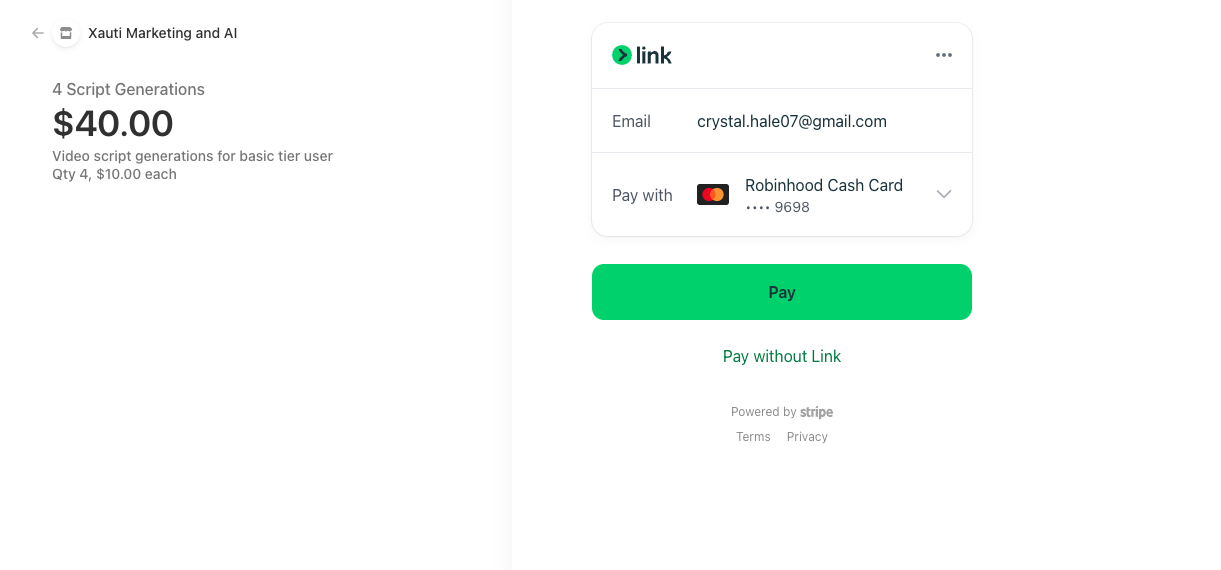 Xauti Marketing and AI
4 Script Generations
$40.00
Video script generations for basic tier user
Qty 4, $10.00 each
link
Email crystal.hale07@gmail.com
Pay with Robinhood Cash Card
•••• 9698
Pay
Pay without Link
Powered by stripe
Terms Privacy